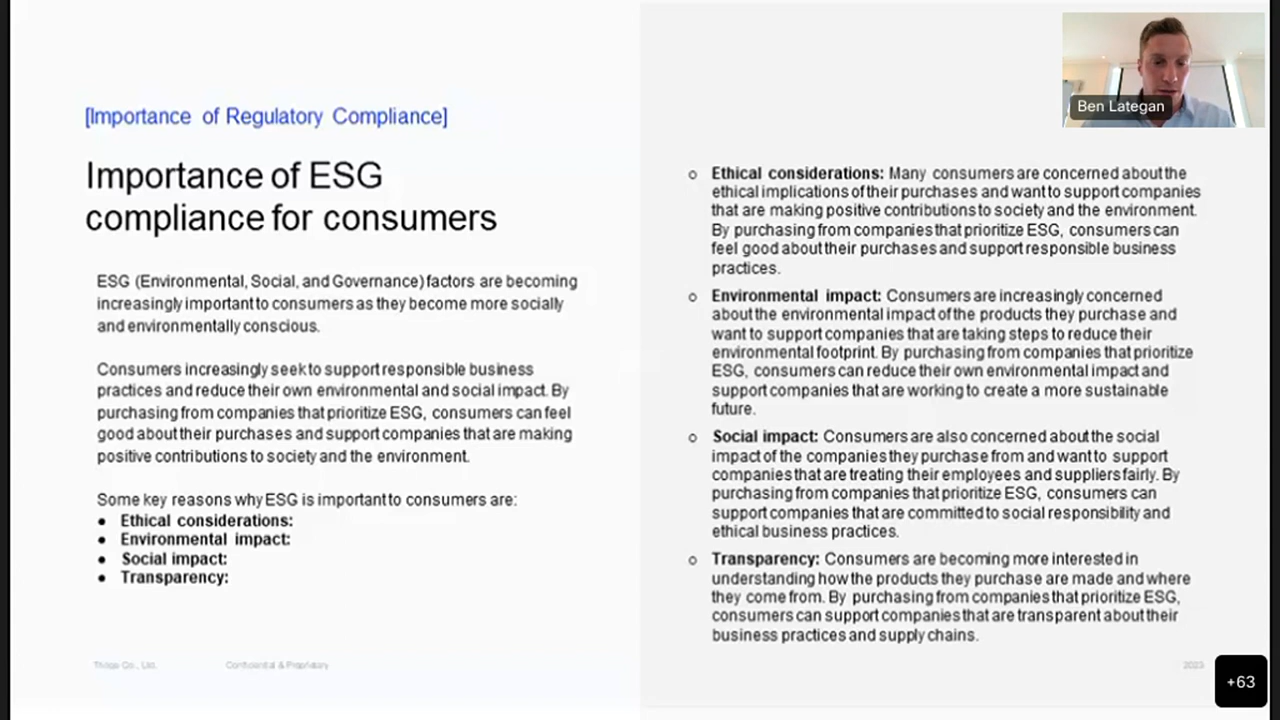 [Importance of Regulatory Compliance]
Importance of ESG
compliance for consumers
ESG (Environmental, Social, and Governance) factors are becoming
increasingly important to consumers as they become more socially
and environmentally conscious.
Consumers increasingly seek to support responsible business
practices and reduce their own environmental and social impact. By
purchasing from companies that prioritize ESG, consumers can feel
good about their purchases and support companies that are making
positive contributions to society and the environment.
Some key reasons why ESG is important to consumers are:
• Ethical considerations:
• Environmental impact:
• Social impact:
• Transparency:
Co., Ltd.
Confidential & Proprietary
Ben Lategan
o Ethical considerations: Many consumers are concerned about the
ethical implications of their purchases and want to support companies
that are making positive contributions to society and the environment.
By purchasing from companies that prioritize ESG, consumers can
feel good about their purchases and support responsible business
practices.
o Environmental impact: Consumers are increasingly concerned
about the environmental impact of the products they purchase and
want to support companies that are taking steps to reduce their
environmental footprint. By purchasing from companies that prioritize
ESG, consumers can reduce their own environmental impact and
support companies that are working to create a more sustainable
future.
o Social impact: Consumers are also concerned about the social
impact of the companies they purchase from and want to support
companies that are treating their employees and suppliers fairly. By
purchasing from companies that prioritize ESG, consumers can
support companies that are committed to social responsibility and
ethical business practices.
o Transparency: Consumers are becoming more interested in
understanding how the products they purchase are made and where
they come from. By purchasing from companies that prioritize ESG,
consumers can support companies that are transparent about their
business practices and supply chains.
2023
+63